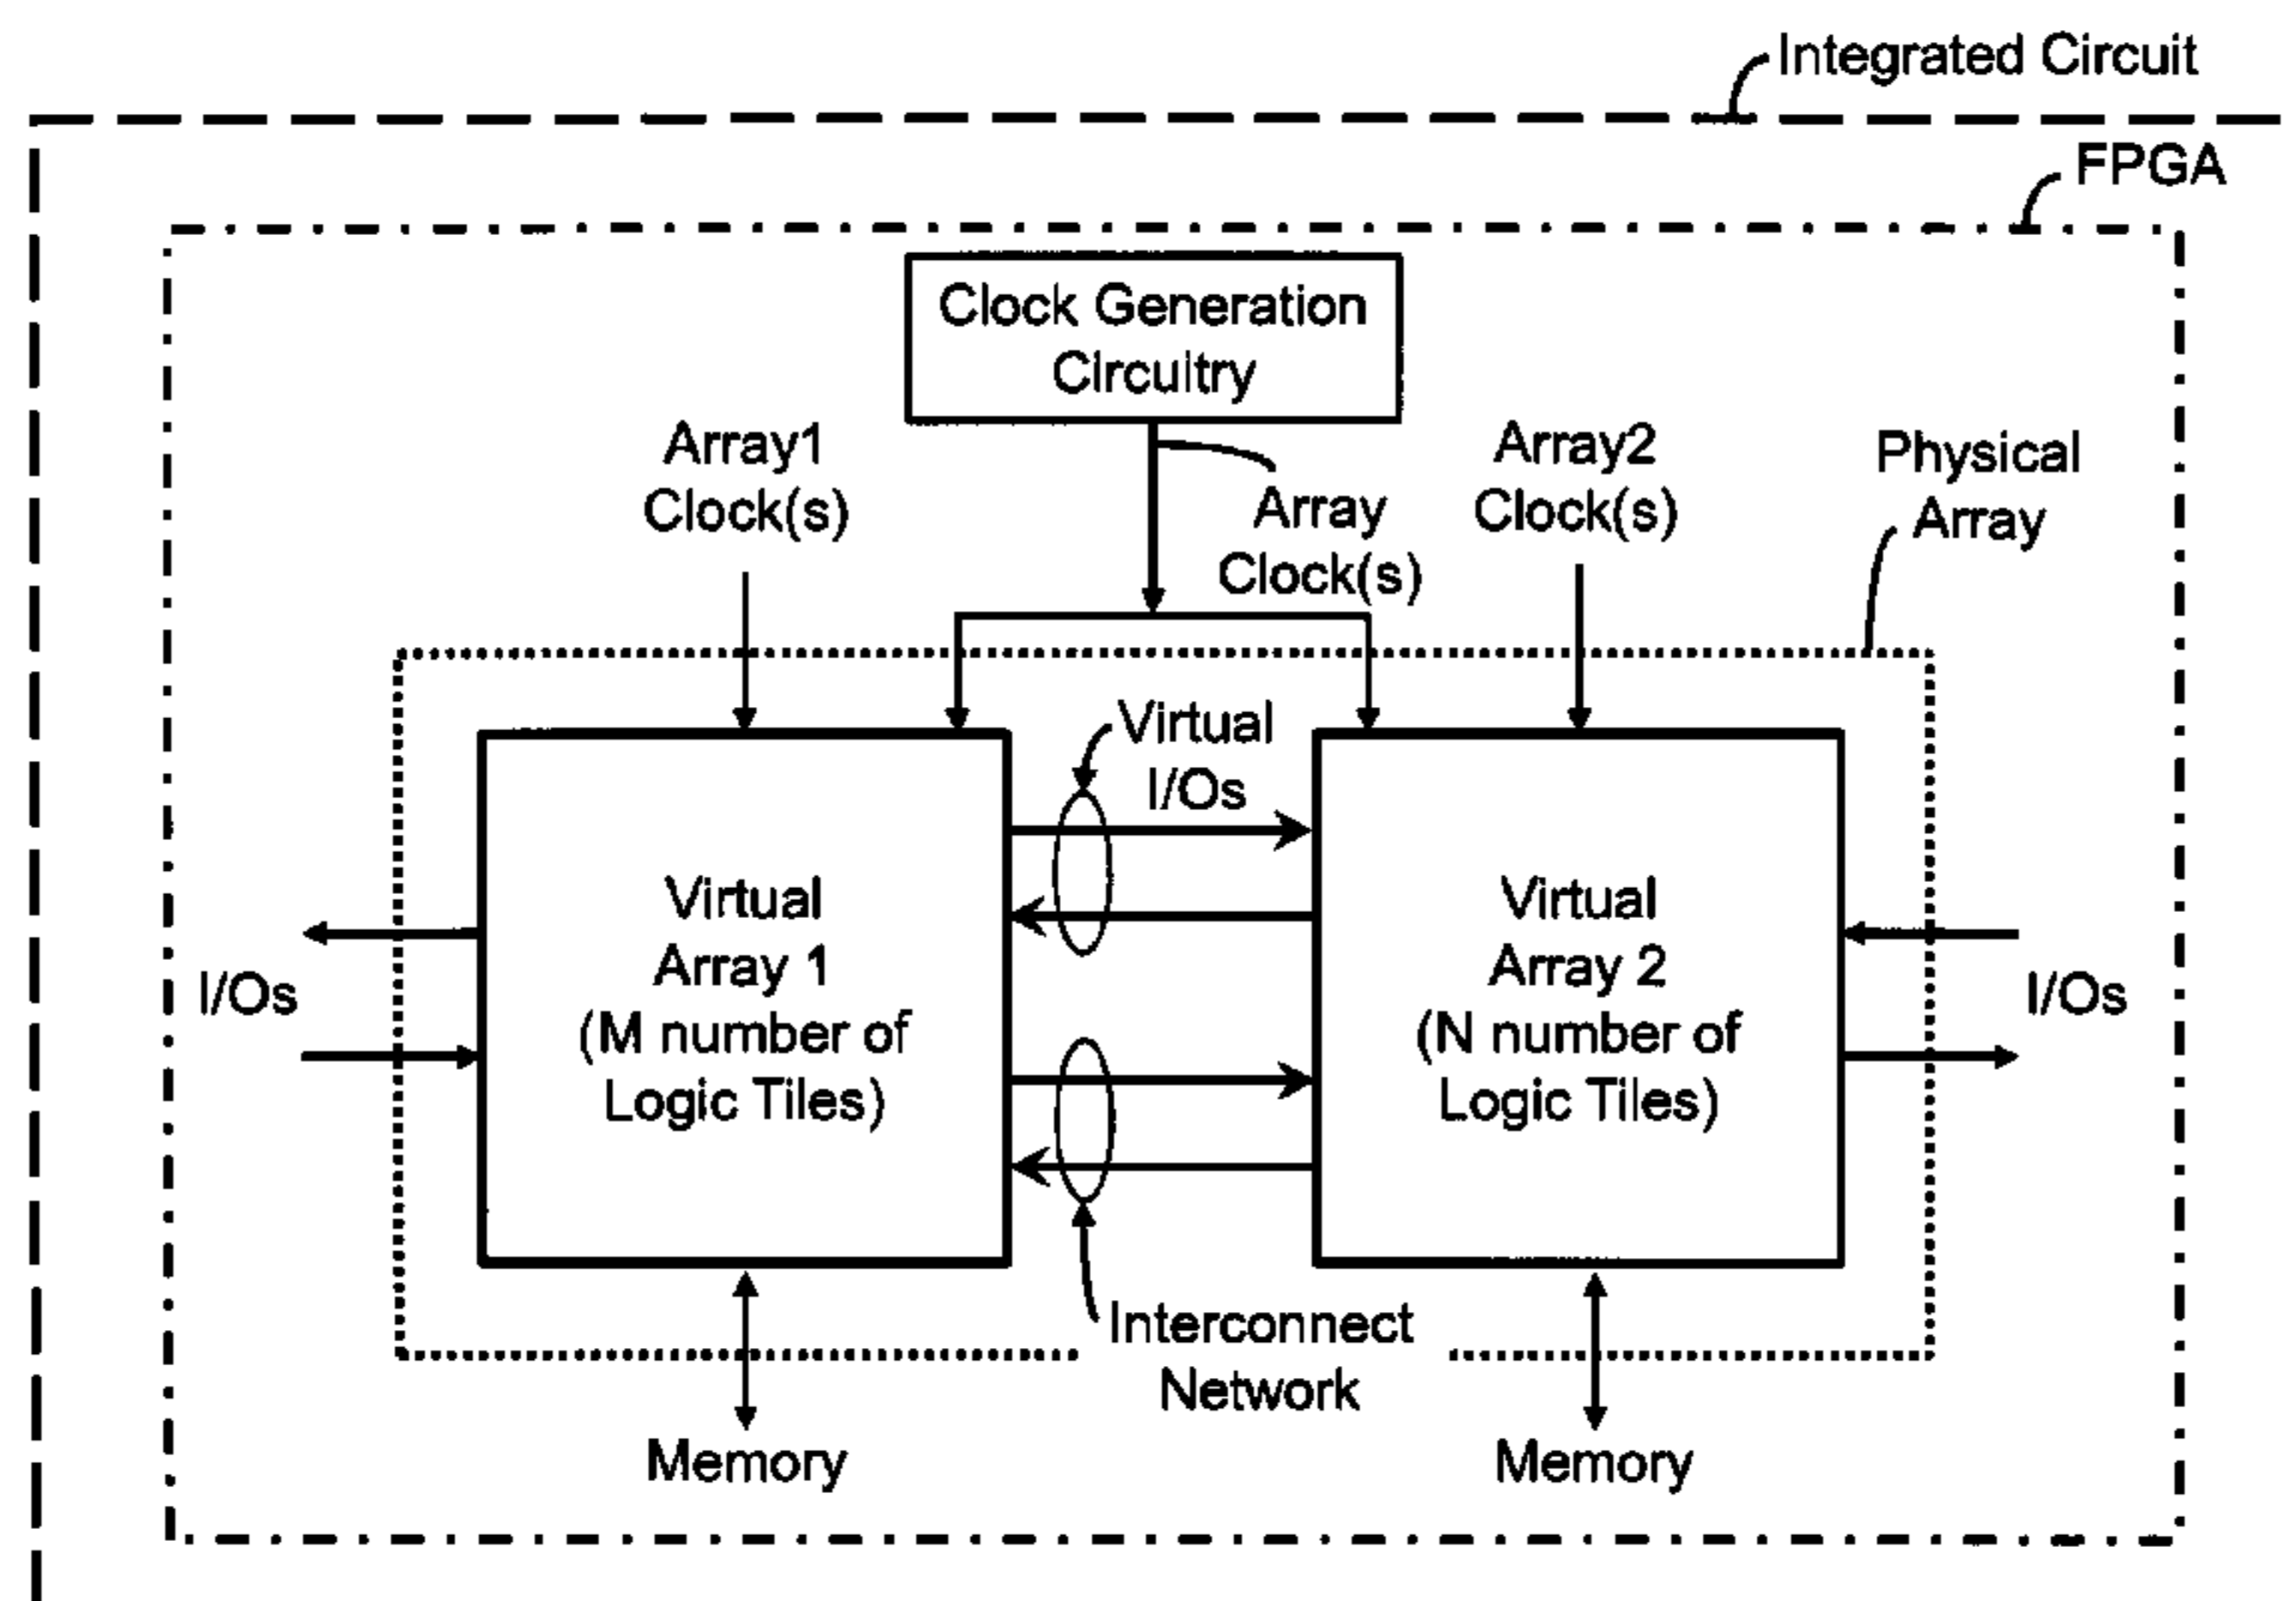 Integrated Circuit
FPGA
Clock Generation
Circuitry
Array1
Clock(s)
Array
Clock(s)
Array2
Clock(s)
Physical
Array
Virtual
I/Os
Virtual
Array 1
(M number of
Logic Tiles)
Virtual
Array 2
(N number of
Logic Tiles)
I/Os
I/Os
Interconnect
Network
Memory
Memory